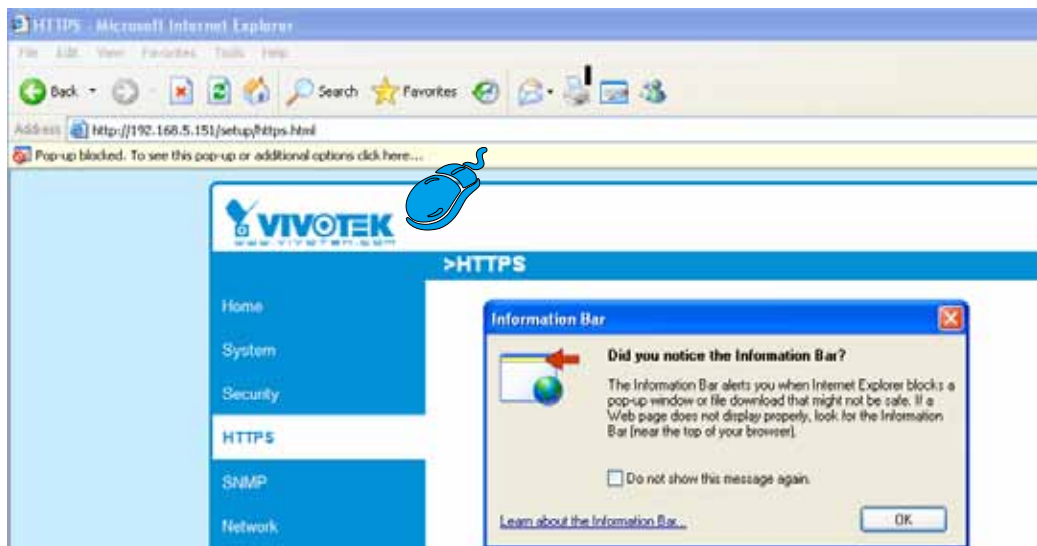 HTTPS - Microsoft Internet Explorer
File Edit View Favorites Tools Help
Back Search Favorites
Address http://192.168.5.151/setup/https.html
Pop-up blocked. To see this pop-up or additional options click here...
VIVOTEK
www.vivotek.com
>HTTPS
Home
System
Security
HTTPS
SNMP
Network
Information Bar
Did you notice the Information Bar?
The Information Bar alerts you when Internet Explorer blocks a
pop-up window or file download that might not be safe. If a
Web page does not display properly, look for the Information
Bar (near the top of your browser).
Do not show this message again.
Learn about the Information Bar...
OK